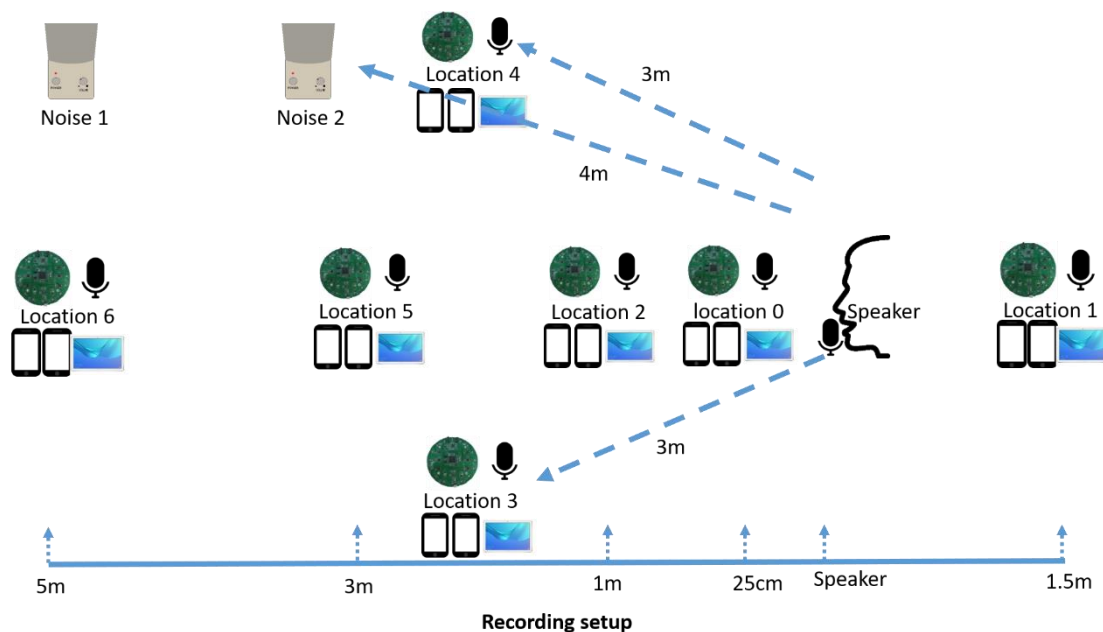 3m
Location 4
Noise 1
Noise 2
4m
Location 6
Location 5
Location 2
location 0
Speaker
Location 1
3m
Location 3
5m
3m
1m
25cm
Speaker
1.5m
Recording setup